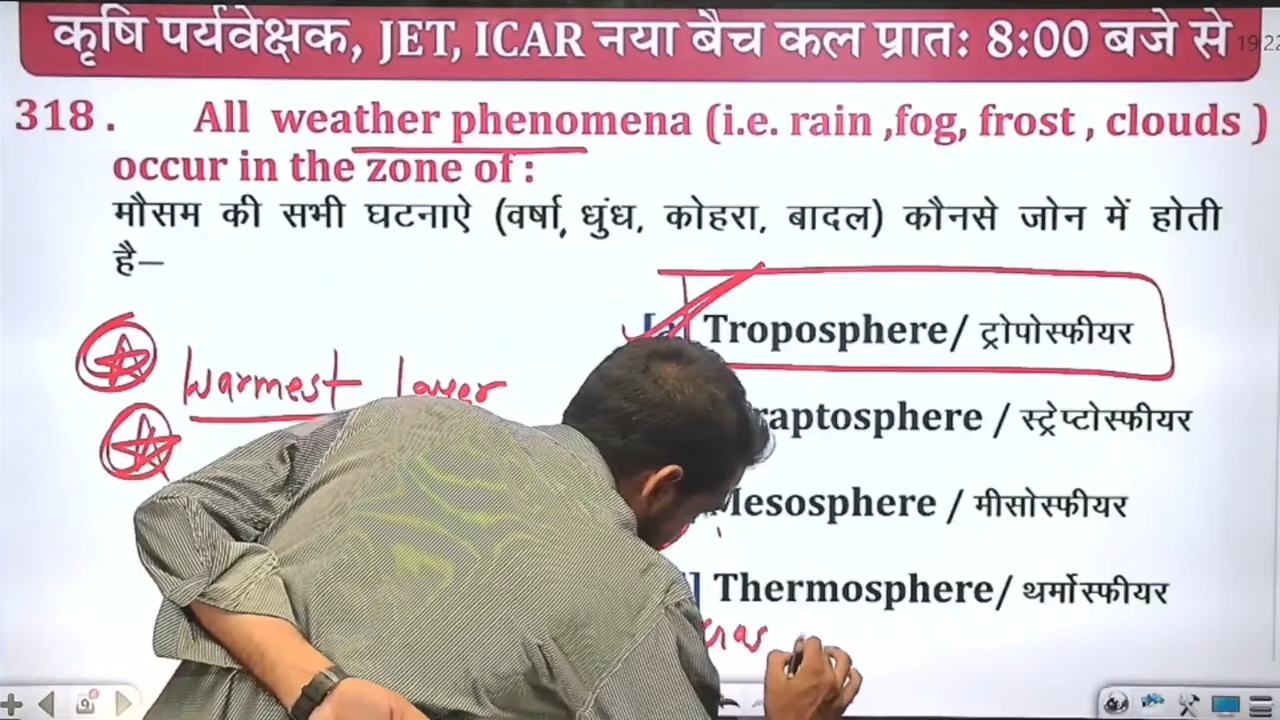 कृषि पर्यवेक्षक, JET, ICAR नया बैच कल प्रातः 8:00 बजे से
318 . All weather phenomena (i.e. rain ,fog, frost , clouds )
occur in the zone of :
मौसम की सभी घटनाऐ (वर्षा, धुंध, कोहरा, बादल) कौनसे जोन में होती
है–
Troposphere/ ट्रोपोस्फीयर
Warmest layer
/ स्ट्रेप्टोस्फीयर
Mesosphere / मीसोस्फीयर
Thermosphere/ थर्मोस्फीयर